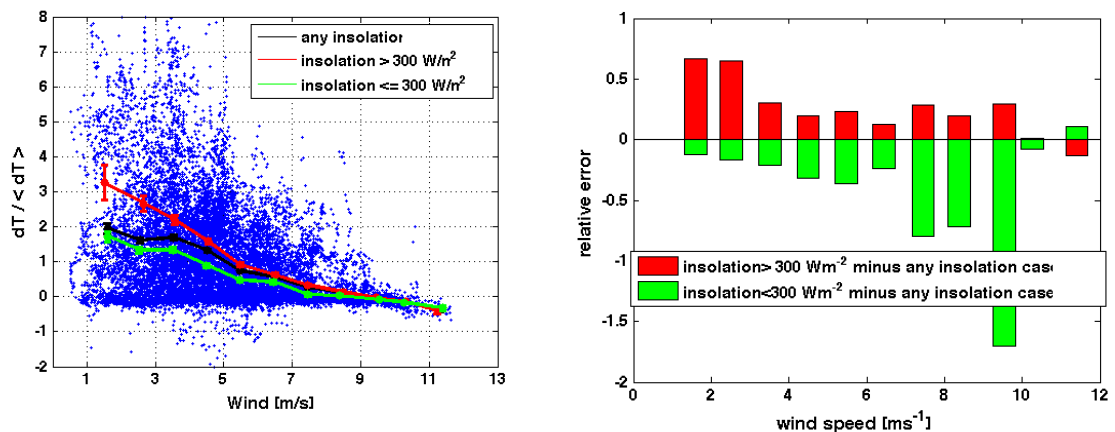 8
7
6
5
4
3
2
1
0
-1
-2
dT / < dT >
any insolation
insolation > 300 W/n²
insolation <= 300 W/n²
1 3 5 7 9 11 13
Wind [m/s]
1
0.5
0
-0.5
-1
-1.5
-2
relative error
insolation> 300 Wm⁻² minus any insolation case
insolation<300 Wm⁻² minus any insolation case
0 2 4 6 8 10 12
wind speed [ms⁻¹]